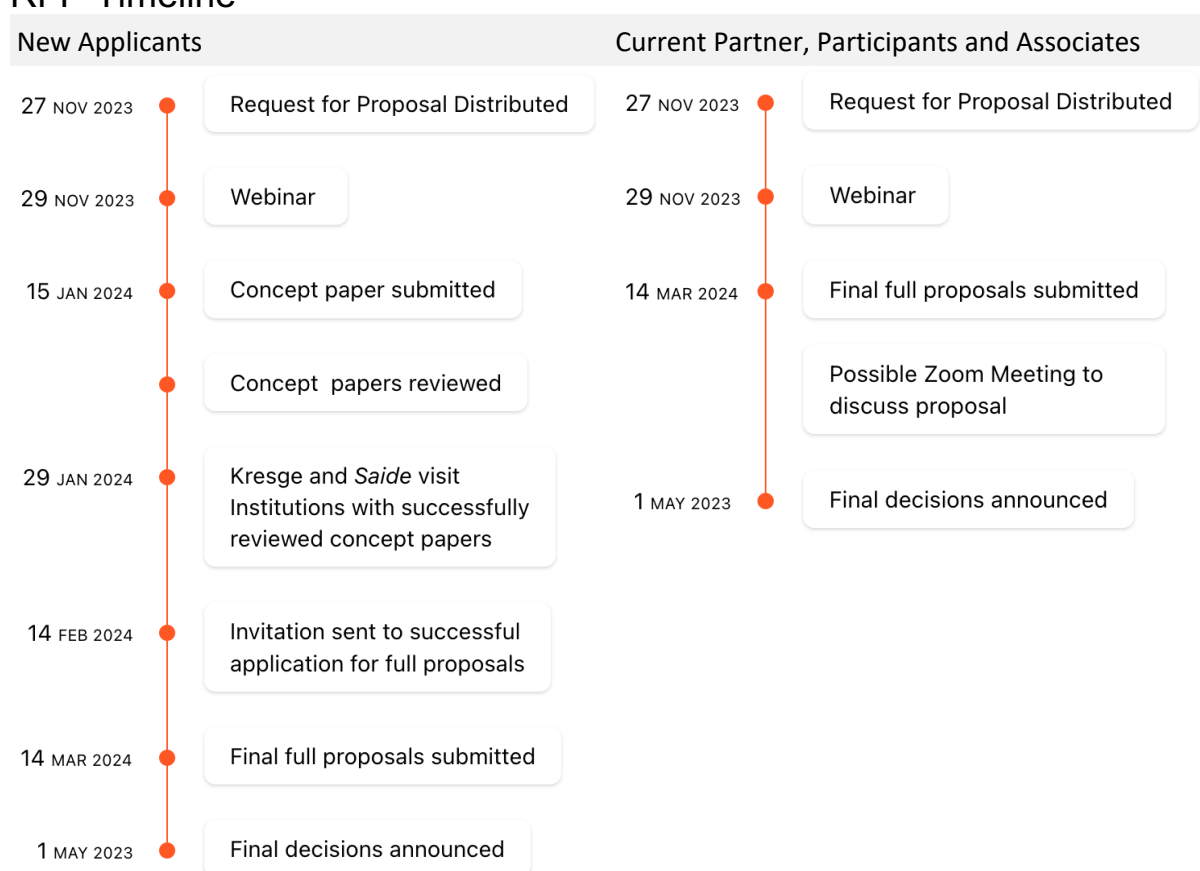 RFP Timeline
New Applicants
27 NOV 2023 Request for Proposal Distributed
29 NOV 2023 Webinar
15 JAN 2024 Concept paper submitted
Concept papers reviewed
29 JAN 2024 Kresge and Saide visit
Institutions with successfully
reviewed concept papers
14 FEB 2024 Invitation sent to successful
application for full proposals
14 MAR 2024 Final full proposals submitted
1 MAY 2023 Final decisions announced
Current Partner, Participants and Associates
27 NOV 2023 Request for Proposal Distributed
29 NOV 2023 Webinar
14 MAR 2024 Final full proposals submitted
Possible Zoom Meeting to
discuss proposal
1 MAY 2023 Final decisions announced